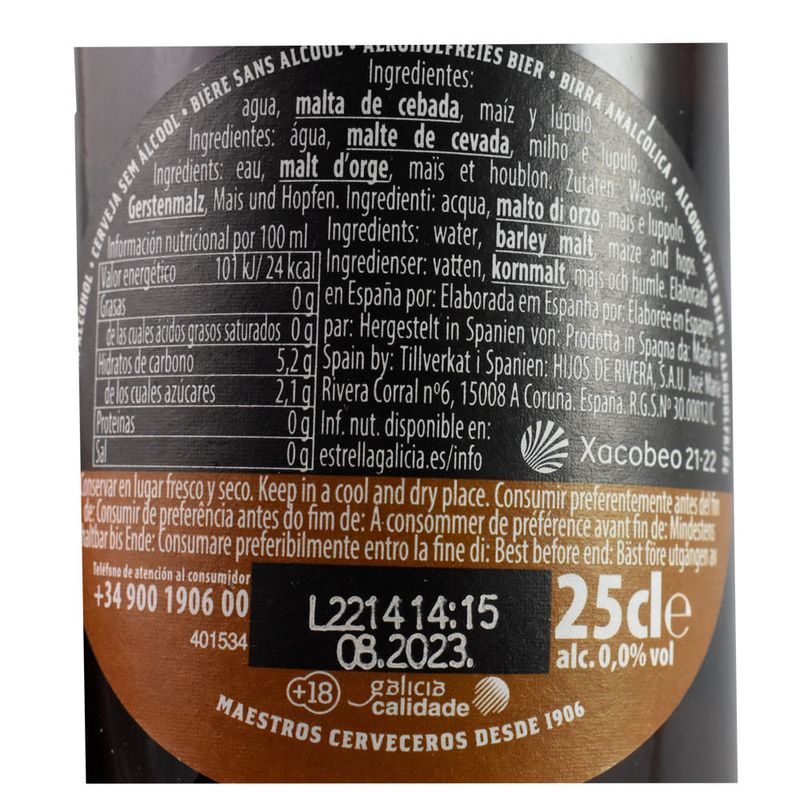 ALCOHOL • CERVEJA SEM ÁLCOOL • BIÈRE SANS ALCOOL • ALKOHOLFREIES BIER • BIRRA ANALCOLICA • ALCOHOL-FREE BIER •
Ingredientes:
agua, malta de cebada, maíz y lúpulo.
Ingredientes: água, malte de cevada, milho e lúpulo.
Ingrédients: eau, malt d'orge, maïs et houblon. Zutaten: Wasser,
Gerstenmalz, Mais und Hopfen. Ingredienti: acqua, malto di orzo, mais e luppolo.
Ingredients: water, barley malt, maize and hops.
Ingredienser: vatten, kornmalt, majs och humle. Elaborada
en España por: Elaborada em Espanha por: Elaborée en Espagne
par: Hergestelt in Spanien von: Prodotta in Spagna da: Made in
Spain by: Tillverkat i Spanien: HIJOS DE RIVERA, S.A.U. José María
Rivera Corral nº6, 15008 A Coruña. España. R.G.S.Nº 30.00012/C.
Inf. nut. disponible en:
estrellagalicia.es/info
Xacobeo 21·22
Información nutricional por 100 ml
Valor energético 101 kJ/ 24 kcal
Grasas 0 g
de las cuales ácidos grasos saturados 0 g
Hidratos de carbono 5,2 g
de los cuales azúcares 2,1 g
Proteínas 0 g
Sal 0 g
Conservar en lugar fresco y seco. Keep in a cool and dry place. Consumir preferentemente antes del fin
de: Consumir de preferência antes do fim de: A consommer de préférence avant fin de: Mindestens
haltbar bis Ende: Consumare preferibilmente entro la fine di: Best before end: Bäst före utgången av
Teléfono de atención al consumidor
+34 900 1906 00
401534
L2214 14:15
08.2023.
25cl e
alc. 0,0% vol
+18
galicia
calidade
MAESTROS CERVECEROS DESDE 1906